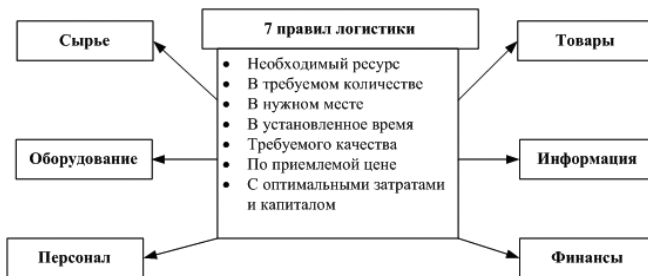 7 правил логистики
Сырье
Товары
• Необходимый ресурс
• В требуемом количестве
• В нужном месте
• В установленное время
• Требуемого качества
• По приемлемой цене
• С оптимальными затратами
и капиталом
Оборудование
Информация
Персонал
Финансы